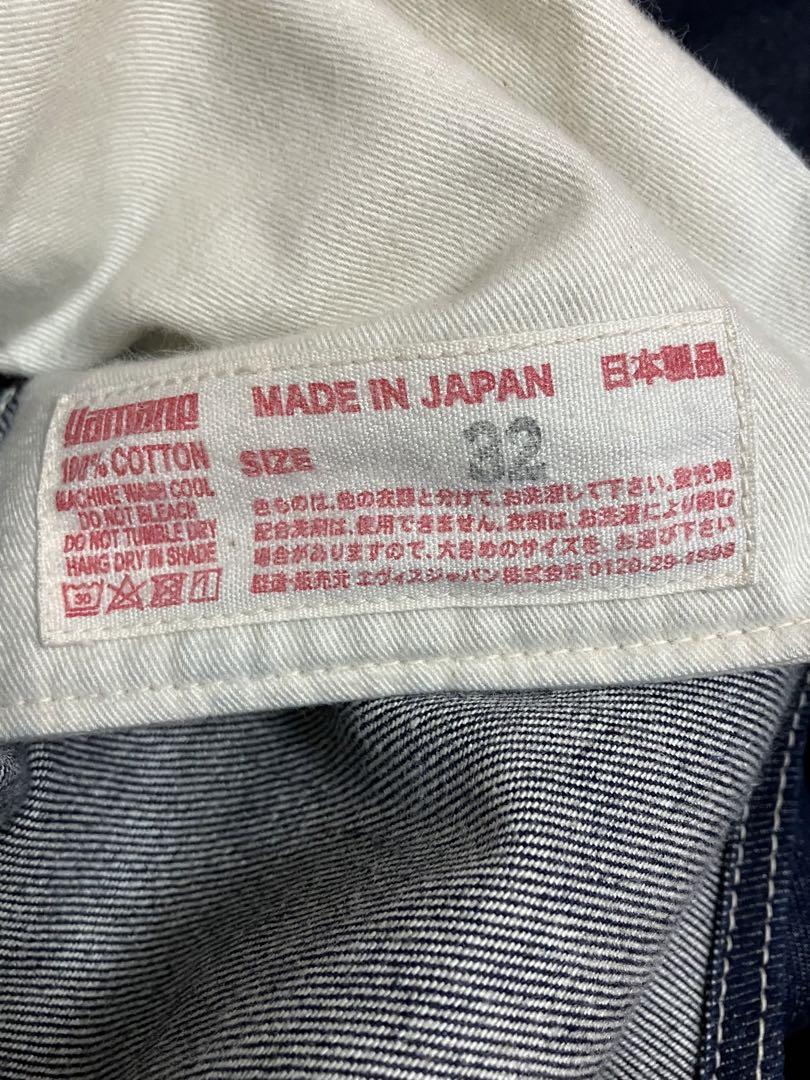 Yamane
MADE IN JAPAN 日本製品
100% COTTON
SIZE 32
MACHINE WASH COOL
DO NOT BLEACH
DO NOT TUMBLE DRY
HANG DRY IN SHADE
30
色ものは、他の衣類と分けて、お洗濯して下さい。蛍光剤
配合洗剤は、使用できません。衣類は、お洗濯により縮む
場合がありますので、大きめのサイズを、お選び下さい
製造・販売元 エヴィスジャパン株式会社 0120-29-1998